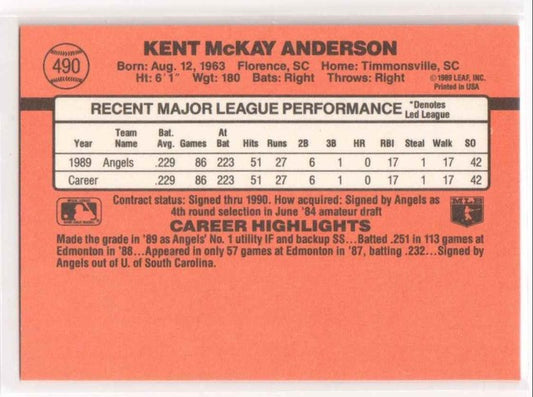 490
KENT McKAY ANDERSON
Born: Aug. 12, 1963 Florence, SC Home: Timmonsville, SC
Ht: 6'1" Wgt: 180 Bats: Right Throws: Right
©1989 LEAF, INC.
Printed in USA
RECENT MAJOR LEAGUE PERFORMANCE *Denotes Led League
Year Team Name Bat. Avg. Games At Bat Hits Runs 2B 3B HR RBI Steal Walk SO
1989 Angels .229 86 223 51 27 6 1 0 17 1 17 42
Career .229 86 223 51 27 6 1 0 17 1 17 42
Contract status: Signed thru 1990. How acquired: Signed by Angels as
4th round selection in June '84 amateur draft
CAREER HIGHLIGHTS
Made the grade in '89 as Angels' No. 1 utility IF and backup SS...Batted .251 in 113 games at
Edmonton in '88...Appeared in only 57 games at Edmonton in '87, batting .232...Signed by
Angels out of U. of South Carolina.